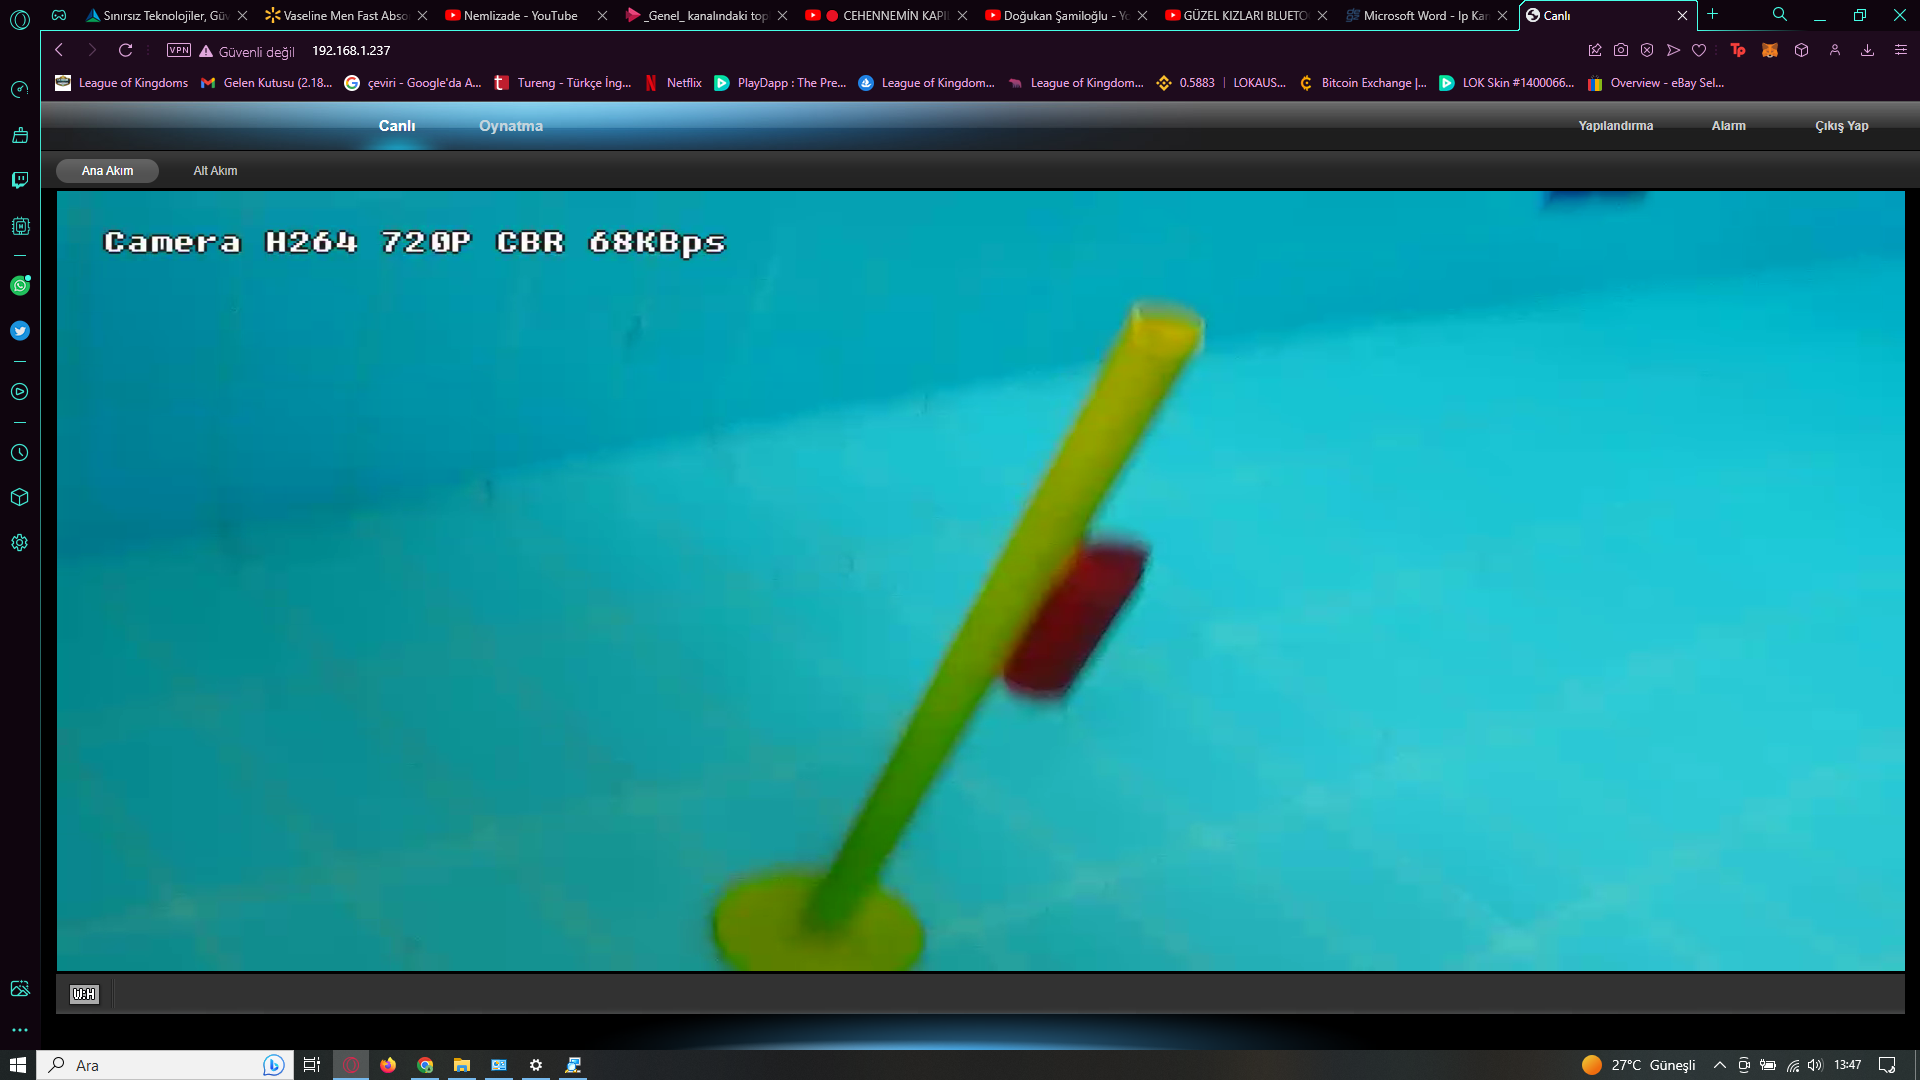 Sınırsız Teknolojiler, Güv
Vaseline Men Fast Abso
Nemlizade - YouTube
_Genel_ kanalındaki top
CEHENNEMİN KAPI
Doğukan Şamiloğlu - Yo
GÜZEL KIZLARI BLUETO
Microsoft Word - Ip Kam
Canlı
VPN
Güvenli değil
192.168.1.237
League of Kingdoms
Gelen Kutusu (2.18...
çeviri - Google'da A...
Tureng - Türkçe İng...
Netflix
PlayDapp : The Pre...
League of Kingdom...
League of Kingdom...
0.5883 | LOKAUS...
Bitcoin Exchange |...
LOK Skin #1400066...
Overview - eBay Sel...
Canlı
Oynatma
Yapılandırma
Alarm
Çıkış Yap
Ana Akım
Alt Akım
Camera H264 720P CBR 68KBps
W:H
Ara
27°C Güneşli
13:47